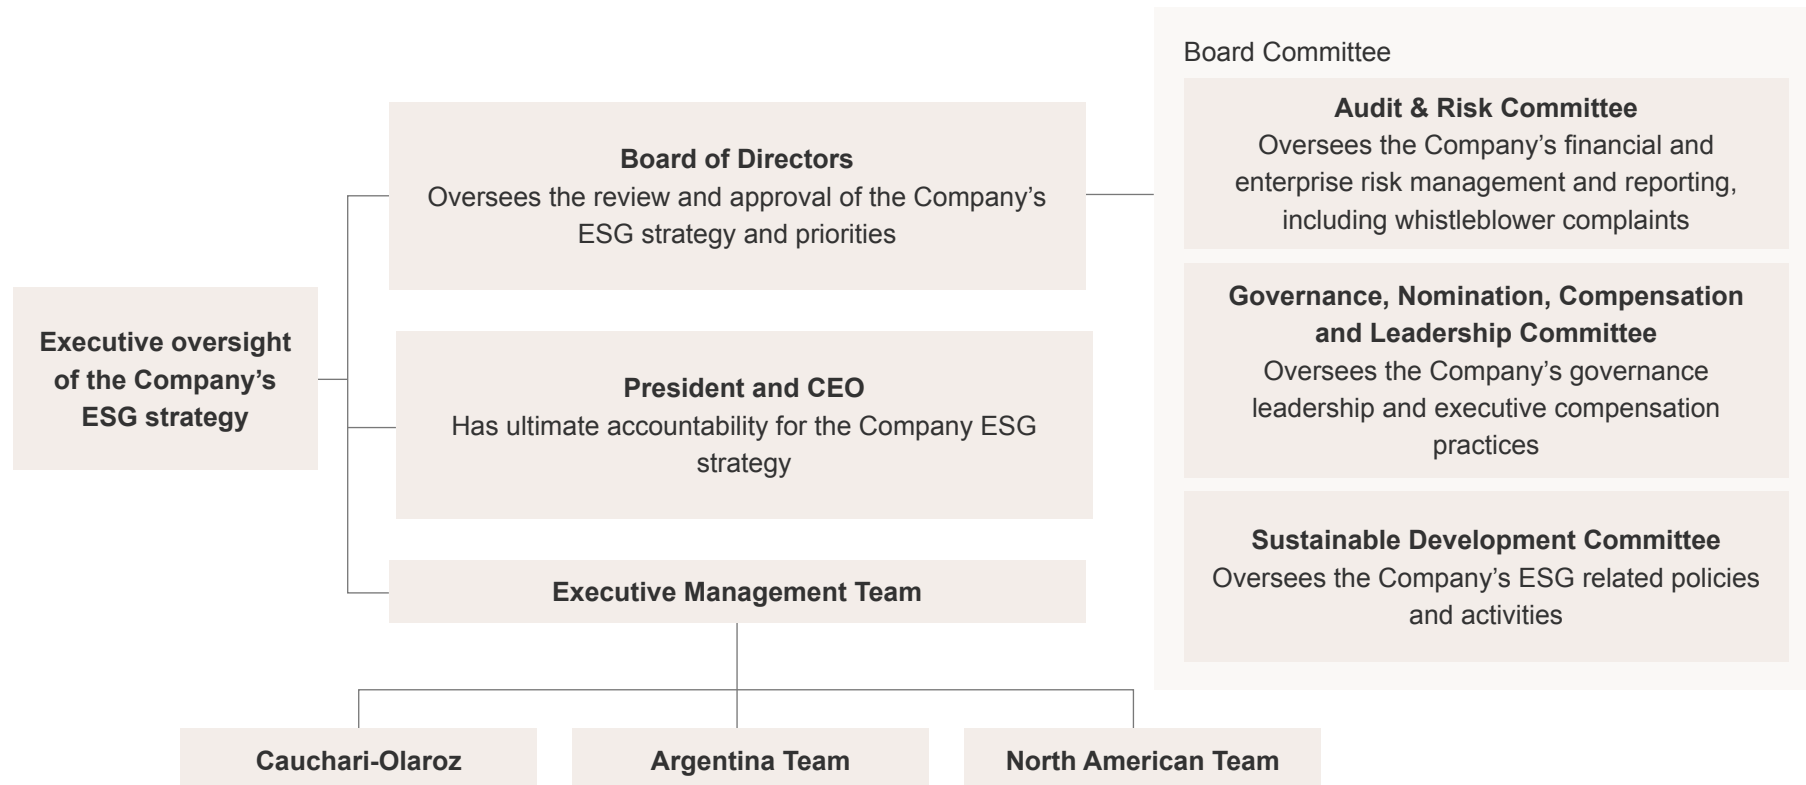 Executive oversight
of the Company’s
ESG strategy
Board of Directors
Oversees the review and approval of the Company’s
ESG strategy and priorities
President and CEO
Has ultimate accountability for the Company ESG
strategy
Executive Management Team
Cauchari-Olaroz
Argentina Team
North American Team
Board Committee
Audit & Risk Committee
Oversees the Company’s financial and
enterprise risk management and reporting,
including whistleblower complaints
Governance, Nomination, Compensation
and Leadership Committee
Oversees the Company’s governance
leadership and executive compensation
practices
Sustainable Development Committee
Oversees the Company’s ESG related policies
and activities